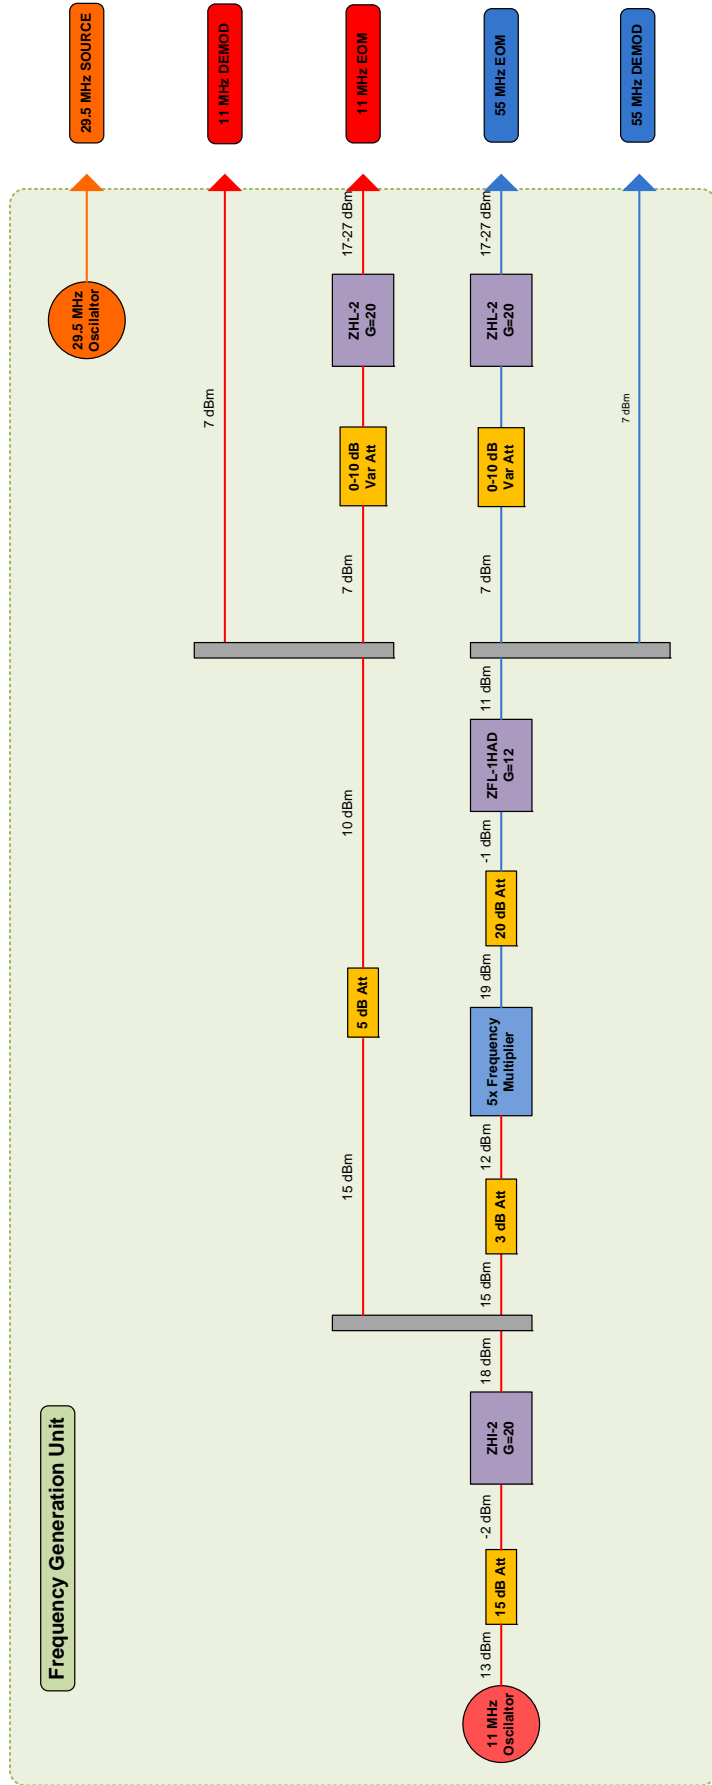 Frequency Generation Unit
29.5 MHz
Oscilaltor
29.5 MHz SOURCE
7 dBm
11 MHz DEMOD
15 dBm
5 dB Att
10 dBm
7 dBm
0-10 dB
Var Att
ZHL-2
G=20
17-27 dBm
11 MHz EOM
11 MHz
Oscilaltor
13 dBm
15 dB Att
-2 dBm
ZHl-2
G=20
18 dBm
15 dBm
3 dB Att
12 dBm
5x Frequency
Multiplier
19 dBm
20 dB Att
-1 dBm
ZFL-1HAD
G=12
11 dBm
7 dBm
0-10 dB
Var Att
ZHL-2
G=20
17-27 dBm
55 MHz EOM
7 dBm
55 MHz DEMOD